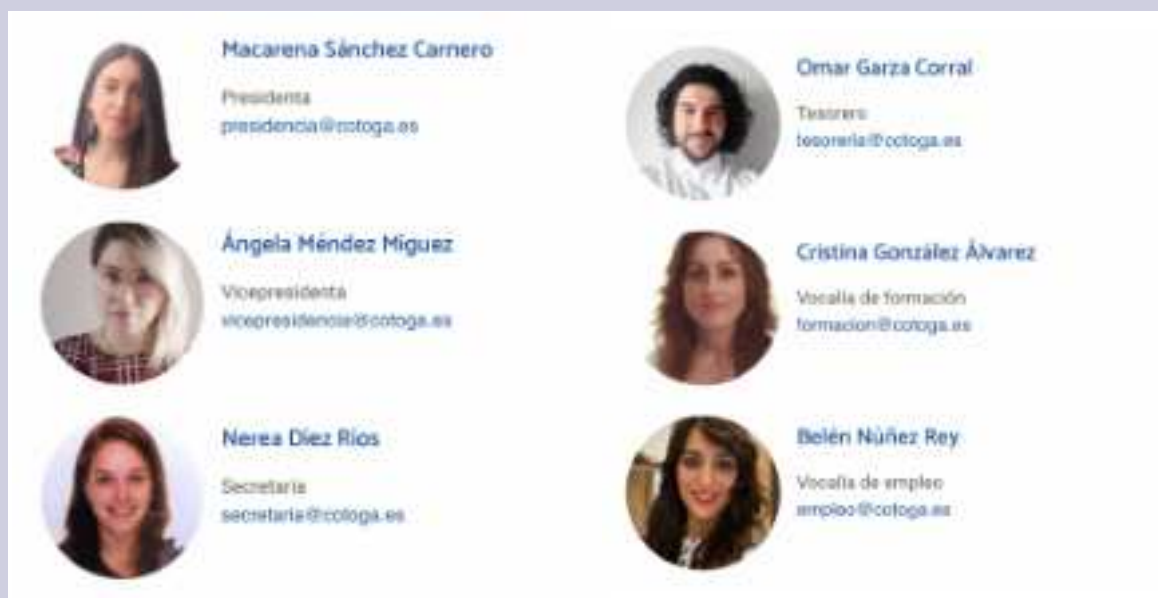 Macarena Sánchez Carnero
Presidenta
presidencia@cotoga.es
Ángela Méndez Miguez
Vicepresidenta
vicepresidencia@cotoga.es
Nerea Díez Ríos
Secretaria
secretaria@cotoga.es
Omar Garza Corral
Tesorero
tesoreria@cotoga.es
Cristina González Álvarez
Vocalía de formación
formacion@cotoga.es
Belén Núñez Rey
Vocalía de empleo
empleo@cotoga.es